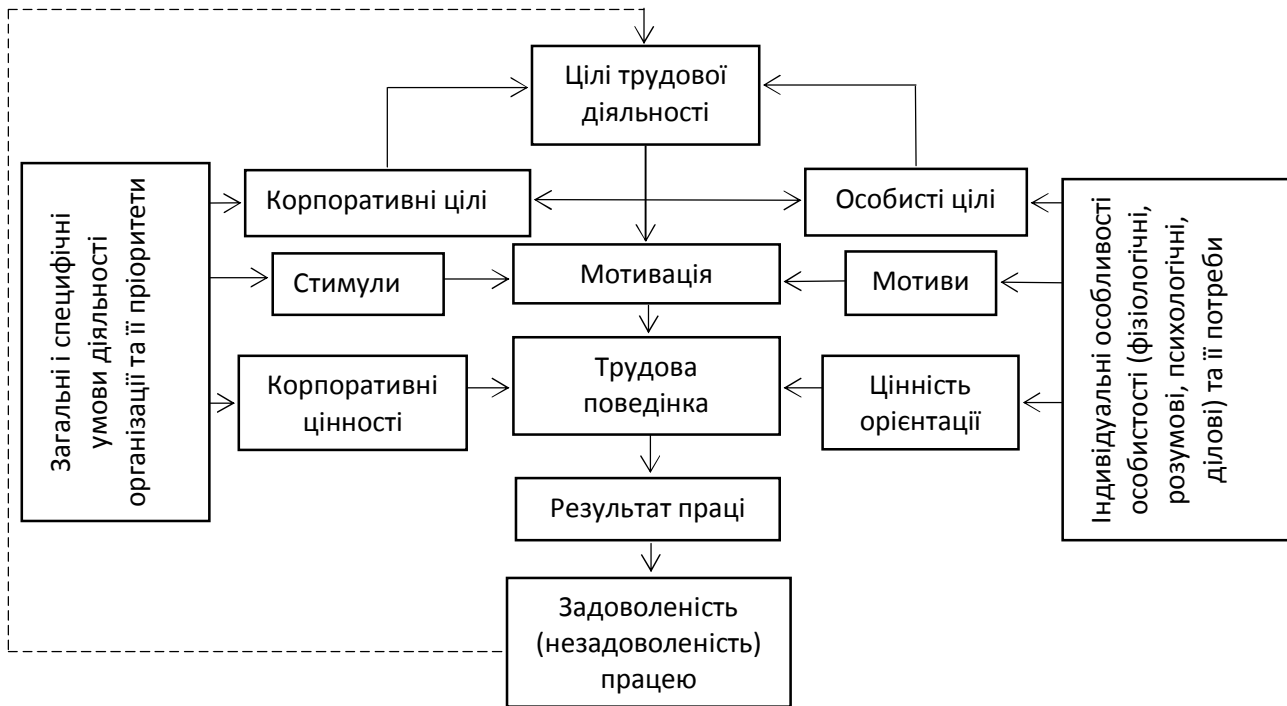 Цілі трудової
діяльності
Загальні і специфічні
умови діяльності
організації та її пріоритети
Корпоративні цілі
Особисті цілі
Індивідуальні особливості
особистості (фізіологічні,
розумові, психологічні,
ділові) та її потреби
Стимули
Мотивація
Мотиви
Корпоративні
цінності
Трудова
поведінка
Цінність
орієнтації
Результат праці
Задоволеність
(незадоволеність)
працею